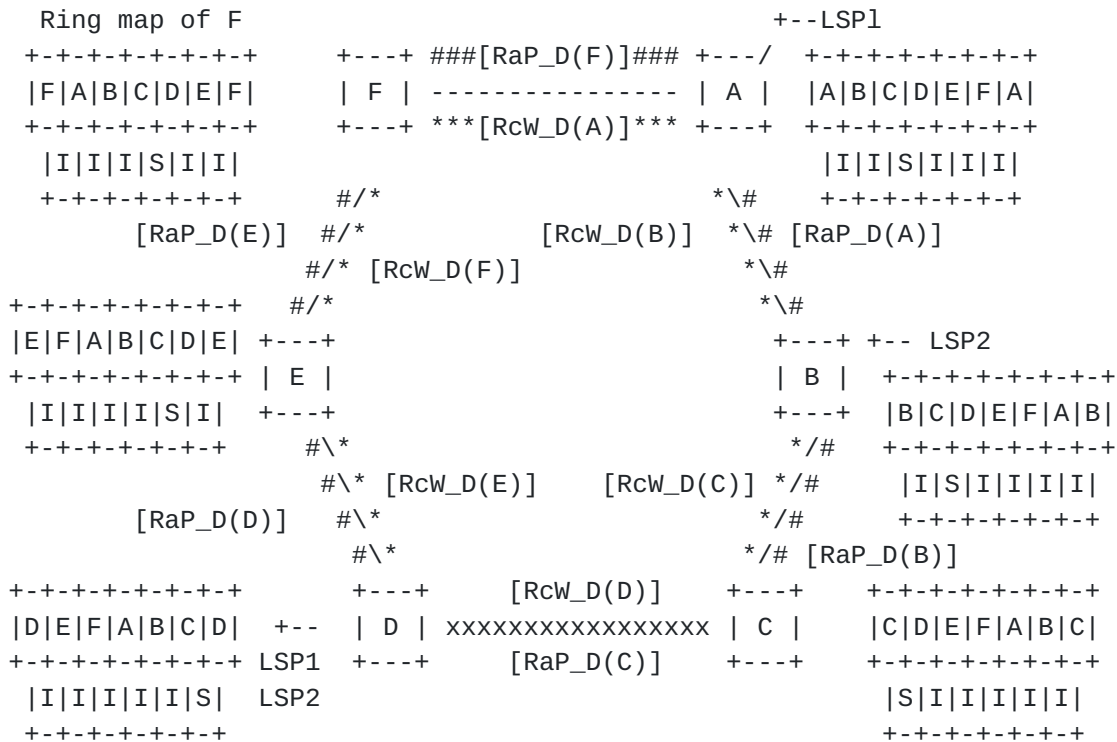 Ring map of F                                  +--LSPl
 +-+-+-+-+-+-+-+     +---+ ###[RaP_D(F)]### +---/  +-+-+-+-+-+-+-+
 |F|A|B|C|D|E|F|     | F | ---------------- | A |  |A|B|C|D|E|F|A|
 +-+-+-+-+-+-+-+     +---+ ***[RcW_D(A)]*** +---+  +-+-+-+-+-+-+-+
  |I|I|I|S|I|I|                                     |I|I|S|I|I|I|
  +-+-+-+-+-+-+      #/*                     *\#    +-+-+-+-+-+-+
        [RaP_D(E)]  #/*           [RcW_D(B)]  *\# [RaP_D(A)]
                   #/* [RcW_D(F)]              *\#
+-+-+-+-+-+-+-+   #/*                           *\#
|E|F|A|B|C|D|E| +---+                            +---+ +-- LSP2
+-+-+-+-+-+-+-+ | E |                            | B |  +-+-+-+-+-+-+-+
 |I|I|I|I|S|I|  +---+                            +---+  |B|C|D|E|F|A|B|
 +-+-+-+-+-+-+     #\*                            */#   +-+-+-+-+-+-+-+
                    #\* [RcW_D(E)]    [RcW_D(C)] */#     |I|S|I|I|I|I|
        [RaP_D(D)]   #\*                        */#      +-+-+-+-+-+-+
                      #\*                      */# [RaP_D(B)]
+-+-+-+-+-+-+-+       +---+     [RcW_D(D)]    +---+    +-+-+-+-+-+-+-+
|D|E|F|A|B|C|D|  +--  | D | xxxxxxxxxxxxxxxxx | C |    |C|D|E|F|A|B|C|
+-+-+-+-+-+-+-+ LSP1  +---+     [RaP_D(C)]    +---+    +-+-+-+-+-+-+-+
 |I|I|I|I|I|S|  LSP2                                    |S|I|I|I|I|I|
 +-+-+-+-+-+-+                                          +-+-+-+-+-+-+